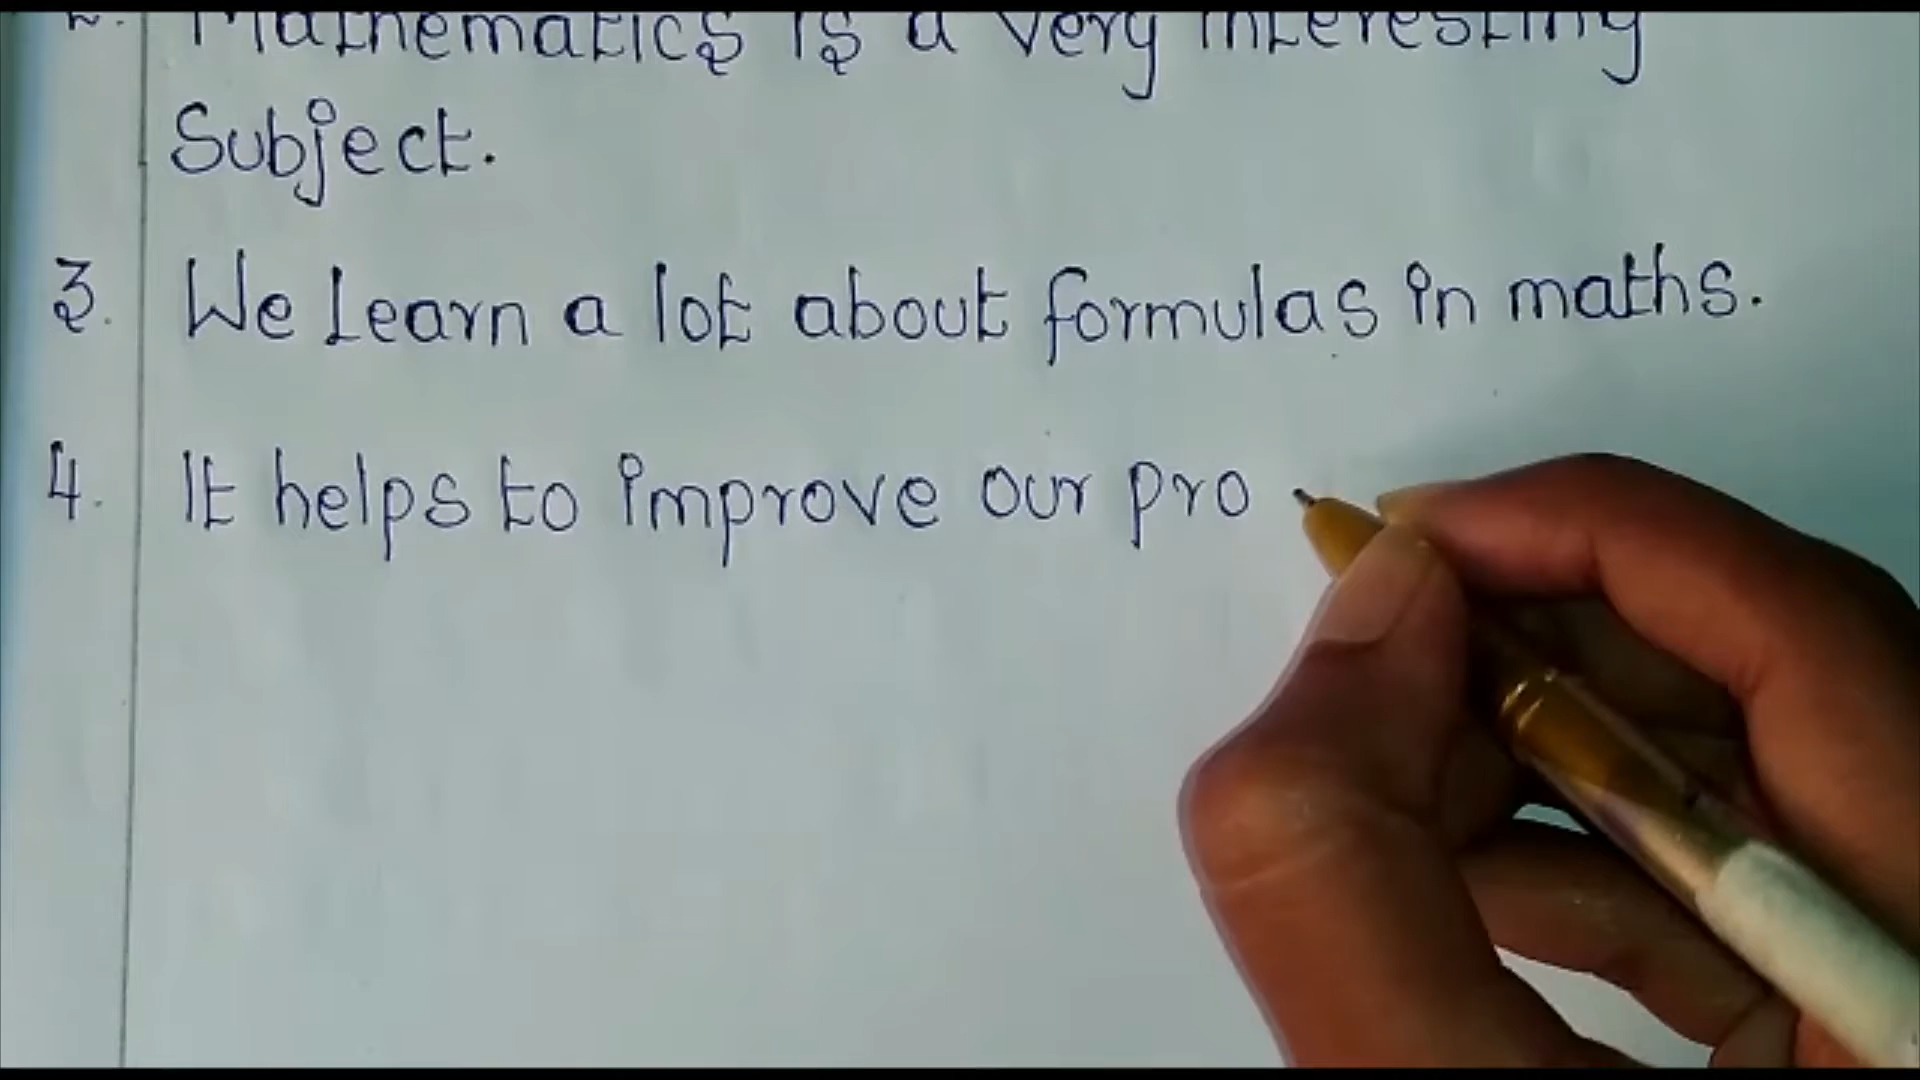 2. Mathematics is a very interesting
Subject.
3. We learn a lot about formulas in maths.
4. It helps to improve our pro